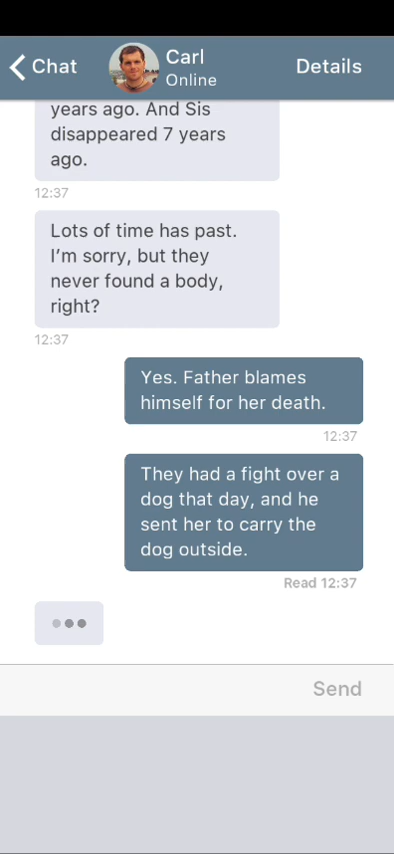 Chat
Carl
Online
Details
years ago. And Sis
disappeared 7 years
ago.
12:37
Lots of time has past.
I'm sorry, but they
never found a body,
right?
12:37
Yes. Father blames
himself for her death.
12:37
They had a fight over a
dog that day, and he
sent her to carry the
dog outside.
Read 12:37
Send